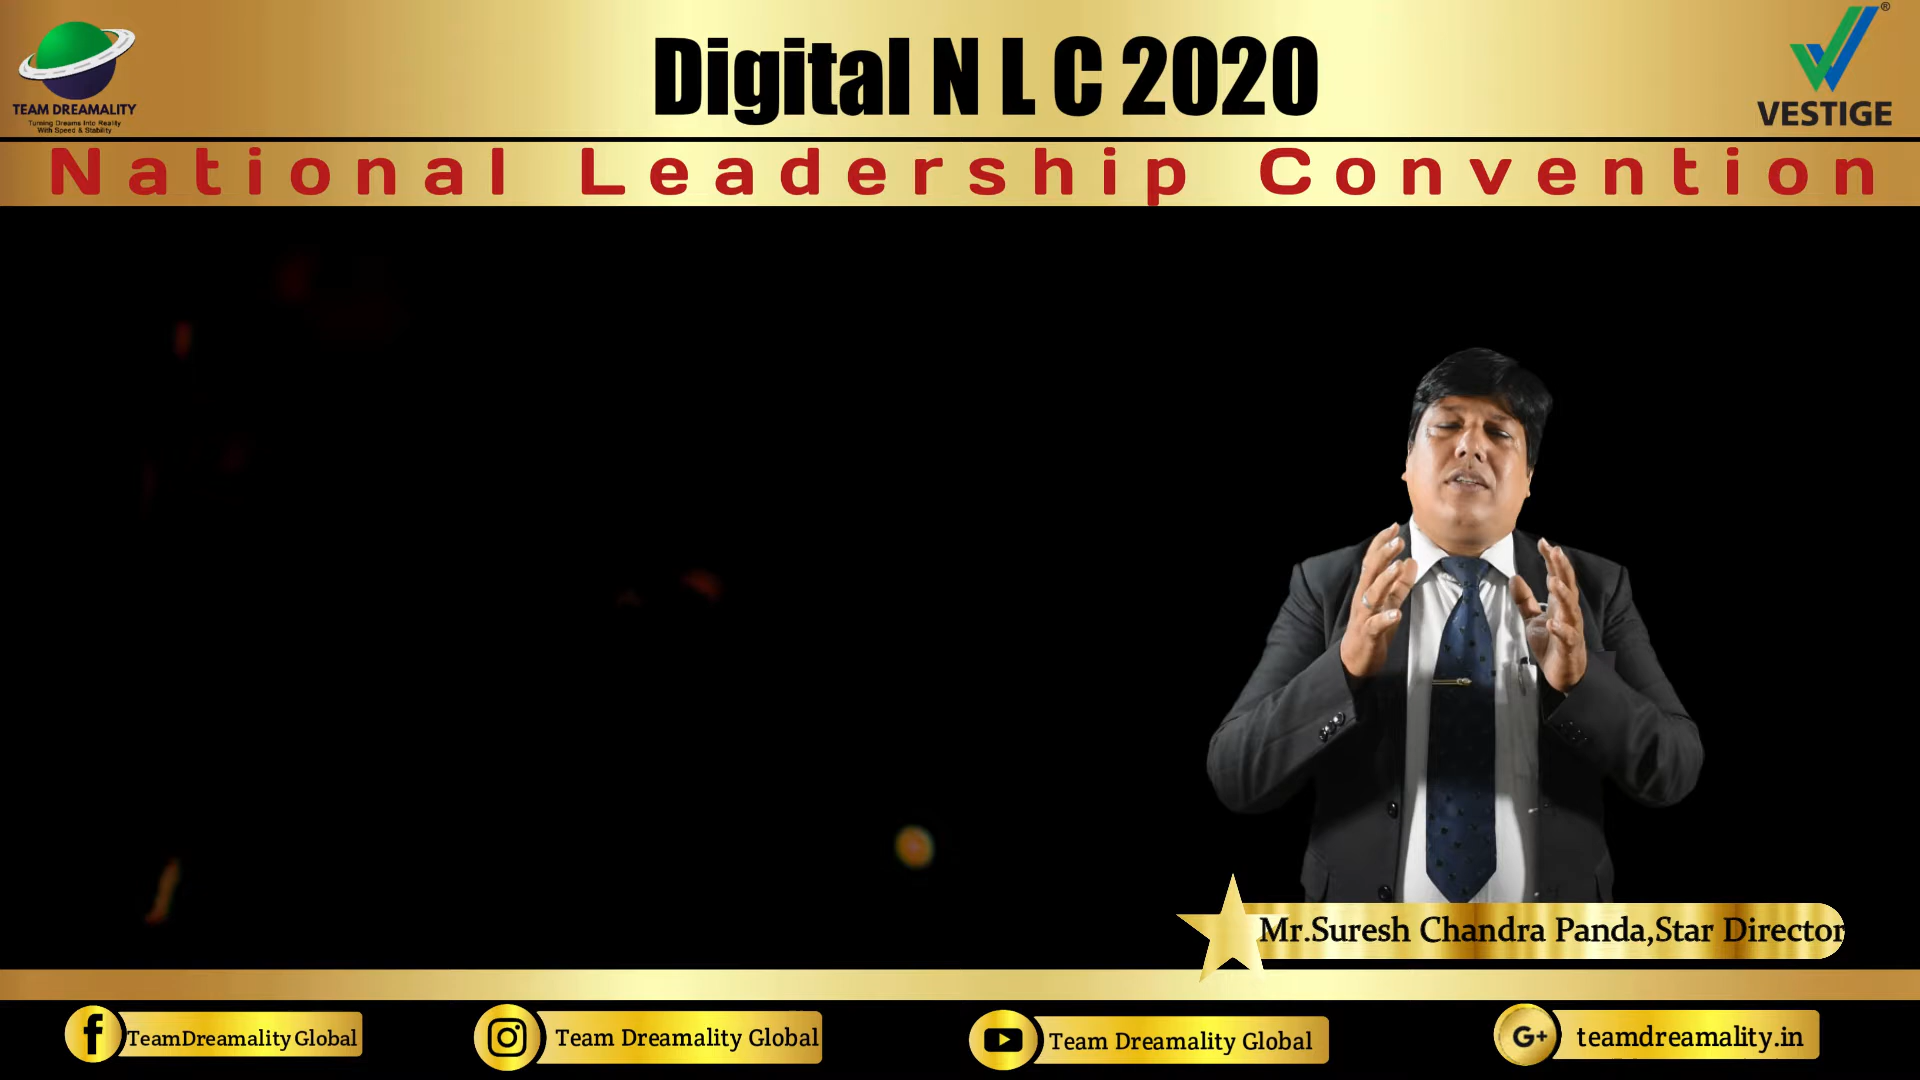 Digital N L C 2020
TEAM DREAMALITY
Turning Dreams Into Reality
With Speed & Stability
VESTIGE
®
National Leadership Convention
Mr.Suresh Chandra Panda,Star Director
TeamDreamality Global
Team Dreamality Global
Team Dreamality Global
G+
teamdreamality.in